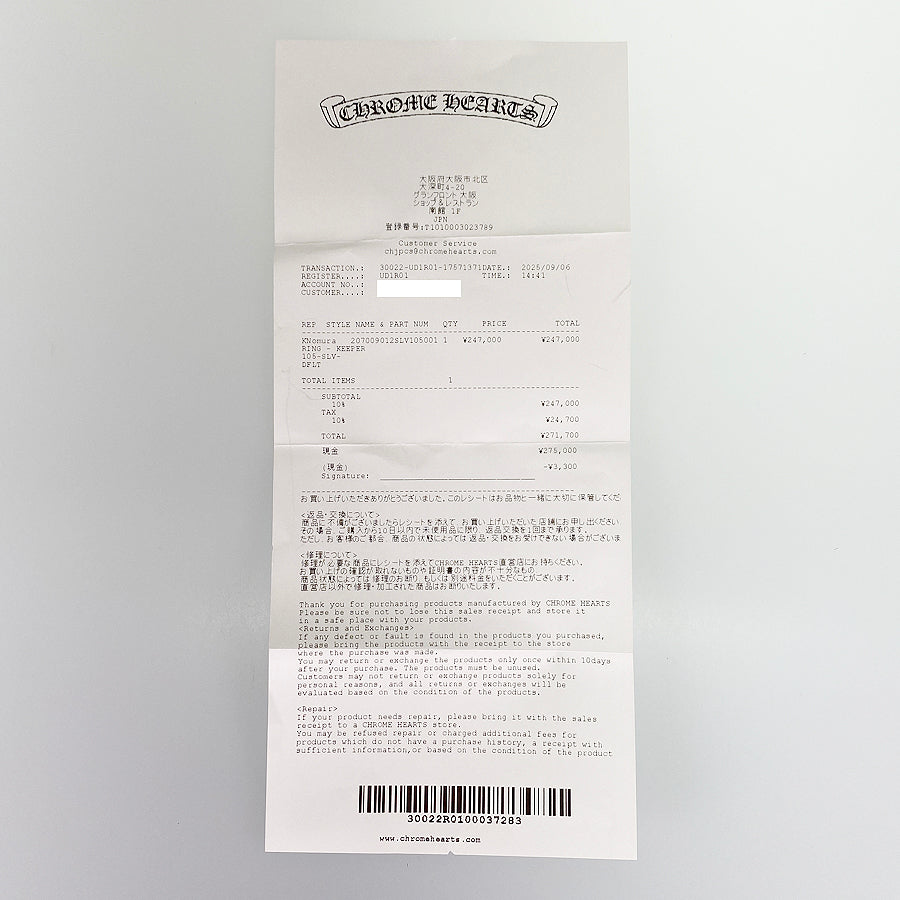 CHROME HEARTS
大阪府大阪市北区
大深町4-20
グランフロント大阪
ショップ&レストラン
南館 1F
JPN
登録番号:T1010003023789
Customer Service
chjpcs@chromehearts.com
TRANSACTION.: 30022-UD1R01-17571371DATE.: 2025/09/06
REGISTER....: UD1R01 TIME.: 14:41
ACCOUNT NO..:
CUSTOMER....:
REP STYLE NAME & PART NUM QTY PRICE TOTAL
KNomura 207009012SLV105001 1 ¥247,000 ¥247,000
RING - KEEPER
105-SLV-
DFLT
TOTAL ITEMS 1
SUBTOTAL
10% ¥247,000
TAX
10% ¥24,700
TOTAL ¥271,700
現金 ¥275,000
(現金) -¥3,300
Signature:
お買い上げいただきありがとうございました。このレシートはお品物と一緒に大切に保管してくだ
<返品・交換について>
商品に不備がございましたらレシートを添えて、お買い上げいただいた店舗にお申し出ください
その場合、ご購入から10日以内で未使用品に限り、返品交換を1回まで承ります。
ただし、お客様のご都合、商品の状態によっては返品・交換をお受けできない場合がございま
<修理について>
修理が必要な商品にレシートを添えてCHROME HEARTS直営店にお持ちください。
お買い上げの確認が取れないものや証明書の内容が不十分なもの
商品状態によっては修理のお断り、もしくは別途料金をいただくことがございます。
直営店以外で修理・加工された商品はお断りいたします。
Thank you for purchasing products manufactured by CHROME HEARTS
Please be sure not to lose this sales receipt and store it
in a safe place with your products.
<Returns and Exchanges>
If any defect or fault is found in the products you purchased,
please bring the products with the receipt to the store
where the purchase was made.
You may return or exchange the products only once within 10days
after your purchase. The products must be unused.
Customers may not return or exchange products solely for
personal reasons, and all returns or exchanges will be
evaluated based on the condition of the products.
<Repair>
If your product needs repair, please bring it with the sales
receipt to a CHROME HEARTS store.
You may be refused repair or charged additional fees for
products which do not have a purchase history, a receipt with
sufficient information,or based on the condition of the product
30022R0100037283
www.chromehearts.com